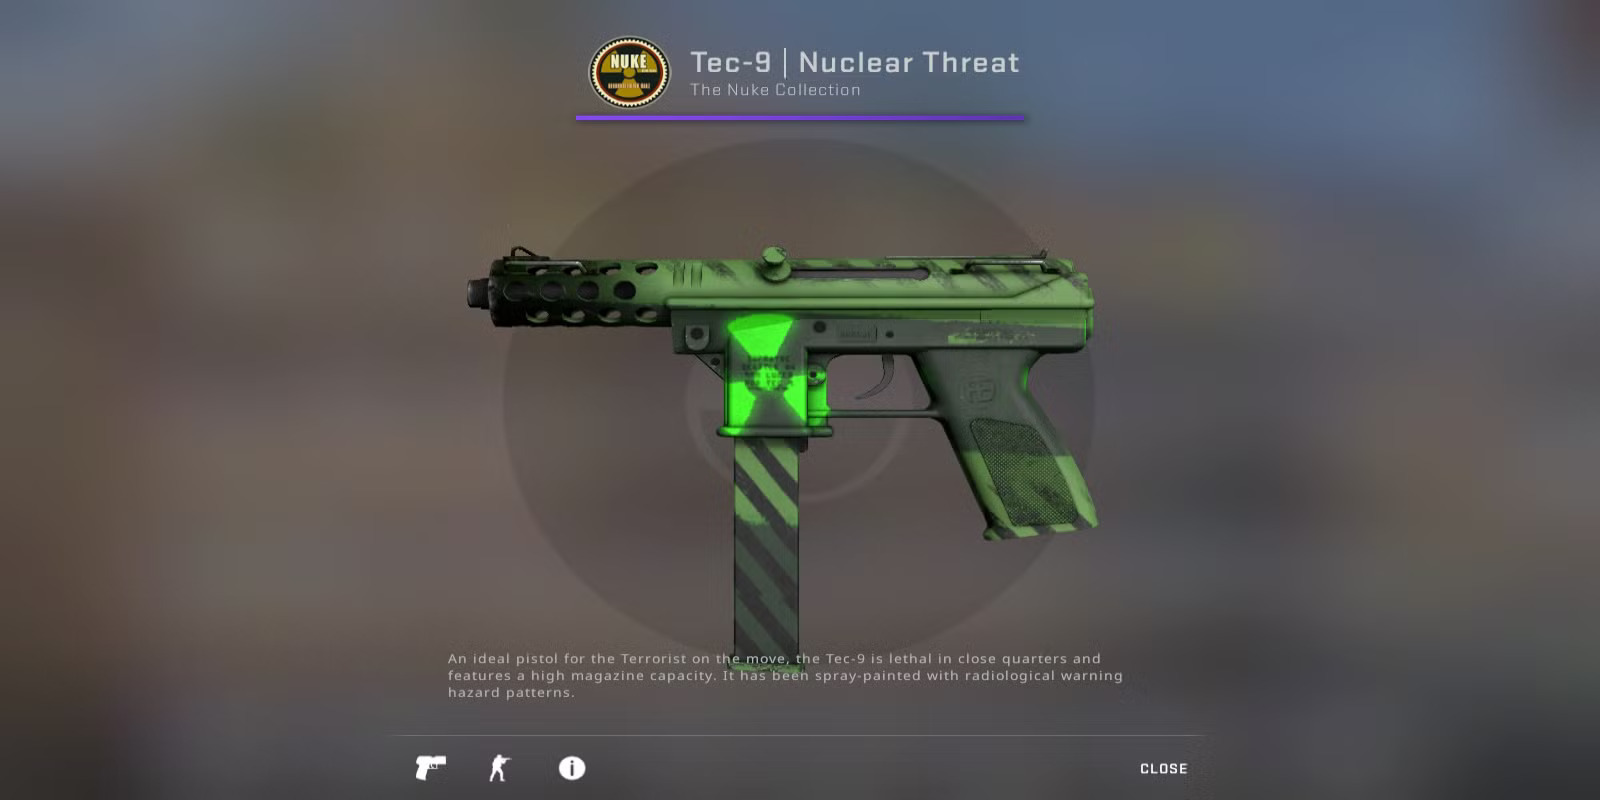 NUKE
Tec-9 | Nuclear Threat
The Nuke Collection
An ideal pistol for the Terrorist on the move, the Tec-9 is lethal in close quarters and
features a high magazine capacity. It has been spray-painted with radiological warning
hazard patterns.
CLOSE